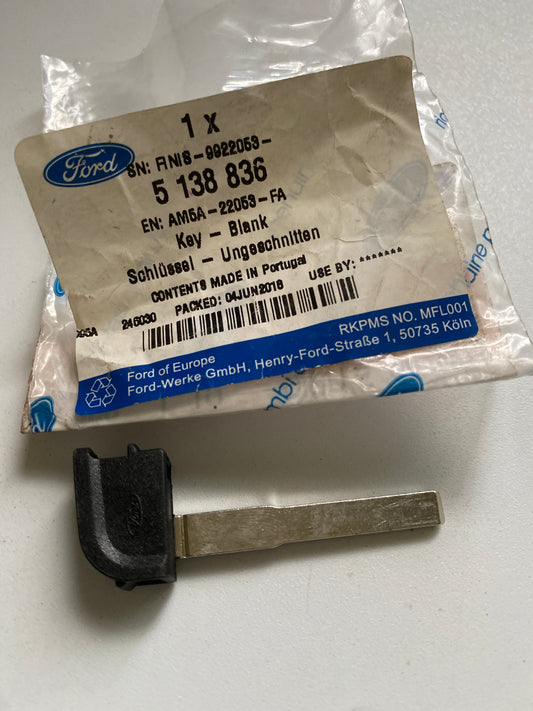 1 x
Ford
SN: FINIS-9922053-
5 138 836
EN: AM5A-22053-FA
Key - Blank
Schlüssel - Ungeschnitten
CONTENTS MADE IN Portugal
245030 PACKED: 04JUN2018 USE BY: *******
RKPMS NO. MFL001
Ford of Europe
Ford-Werke GmbH, Henry-Ford-Straße 1, 50735 Köln
Ford